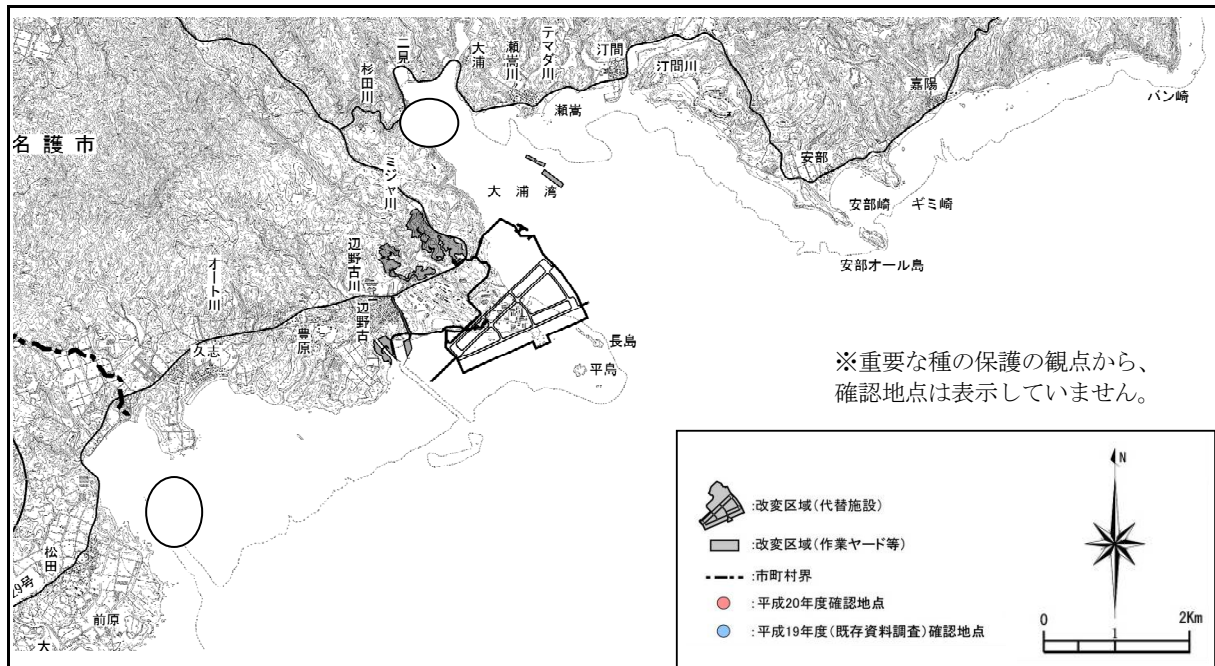 二見
大浦
瀬嵩川
テマダ川
汀間
汀間川
嘉陽
バン崎
杉田川
瀬嵩
名護市
ミジャ川
大浦湾
安部
安部崎
ギミ崎
安部オール島
辺野古川
辺野古
オート川
豊原
久志
長島
平島
※重要な種の保護の観点から、
確認地点は表示していません。
松田
29号
前原
大
:改変区域(代替施設)
:改変区域(作業ヤード等)
:市町村界
:平成20年度確認地点
:平成19年度(既存資料調査)確認地点
N
0
1
2Km